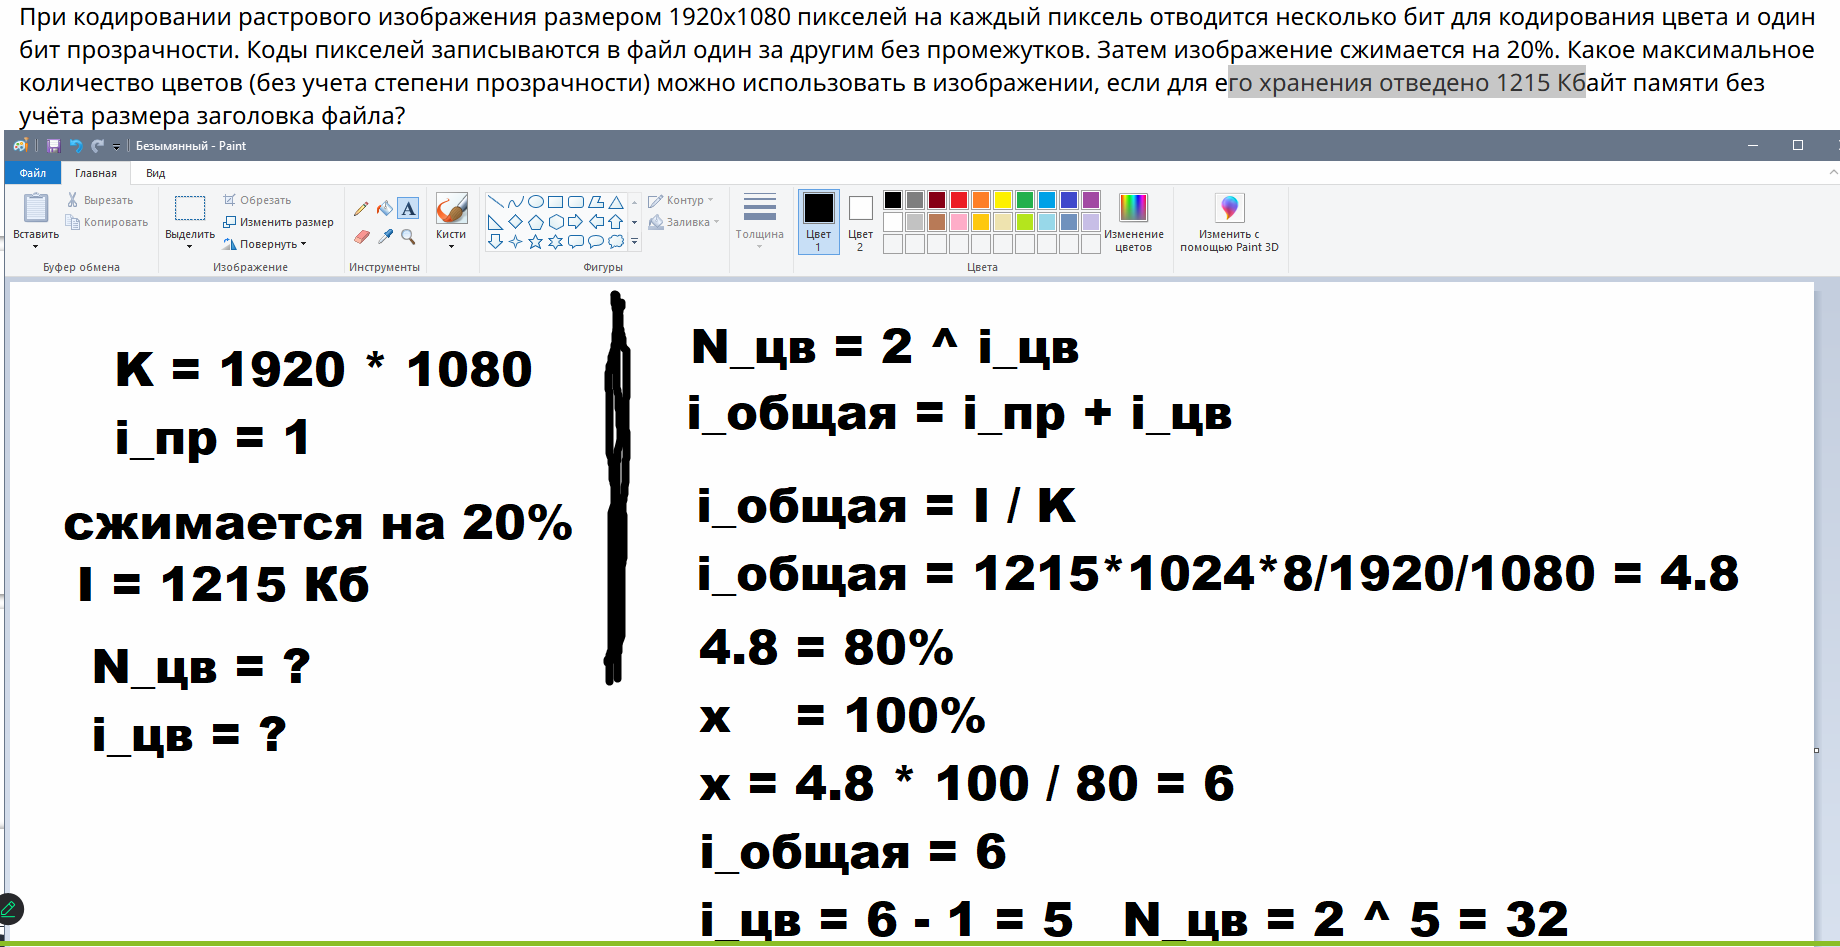 При кодировании растрового изображения размером 1920x1080 пикселей на каждый пиксель отводится несколько бит для кодирования цвета и один
бит прозрачности. Коды пикселей записываются в файл один за другим без промежутков. Затем изображение сжимается на 20%. Какое максимальное
количество цветов (без учета степени прозрачности) можно использовать в изображении, если для его хранения отведено 1215 Кбайт памяти без
учёта размера заголовка файла?
Безымянный - Paint
Файл Главная Вид
Вставить
Вырезать
Копировать
Буфер обмена
Выделить
Обрезать
Изменить размер
Повернуть
Изображение
A
Инструменты
Кисти
Контур
Заливка
Фигуры
Толщина
Цвет 1
Цвет 2
Изменение цветов
Цвета
Изменить с помощью Paint 3D
K = 1920 * 1080
i_пр = 1
сжимается на 20%
I = 1215 Кб
N_цв = ?
i_цв = ?
N_цв = 2 ^ i_цв
i_общая = i_пр + i_цв
i_общая = I / K
i_общая = 1215*1024*8/1920/1080 = 4.8
4.8 = 80%
x = 100%
x = 4.8 * 100 / 80 = 6
i_общая = 6
i_цв = 6 - 1 = 5 N_цв = 2 ^ 5 = 32